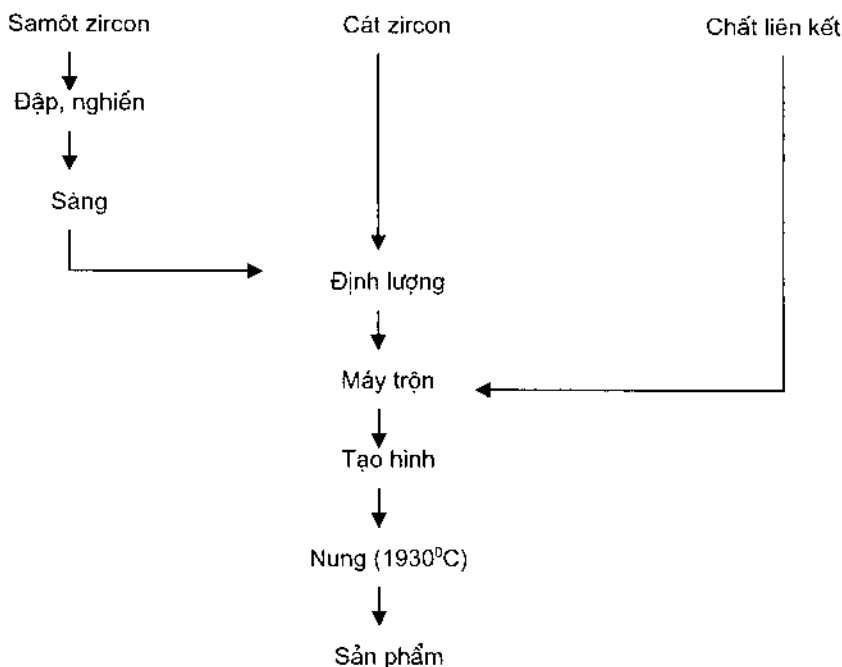 Samôt zircon
Cát zircon
Chất liên kết
Đập, nghiền
Sàng
Định lượng
Máy trộn
Tạo hình
Nung (1930⁰C)
Sản phẩm